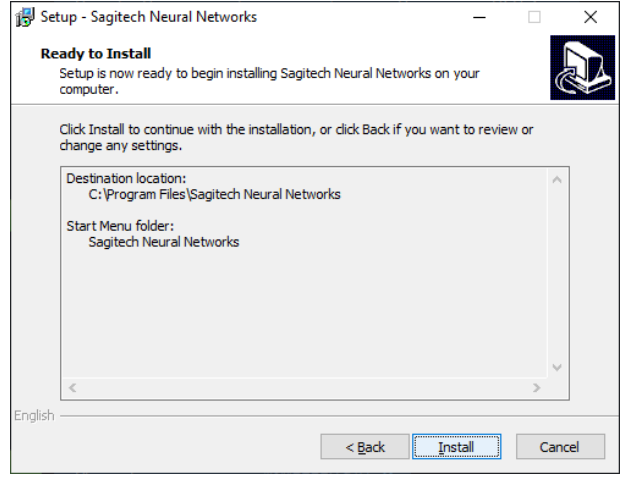 Setup - Sagitech Neural Networks
Ready to Install
Setup is now ready to begin installing Sagitech Neural Networks on your
computer.
Click Install to continue with the installation, or click Back if you want to review or
change any settings.
Destination location:
C:\Program Files\Sagitech Neural Networks
Start Menu folder:
Sagitech Neural Networks
English
< Back
Install
Cancel